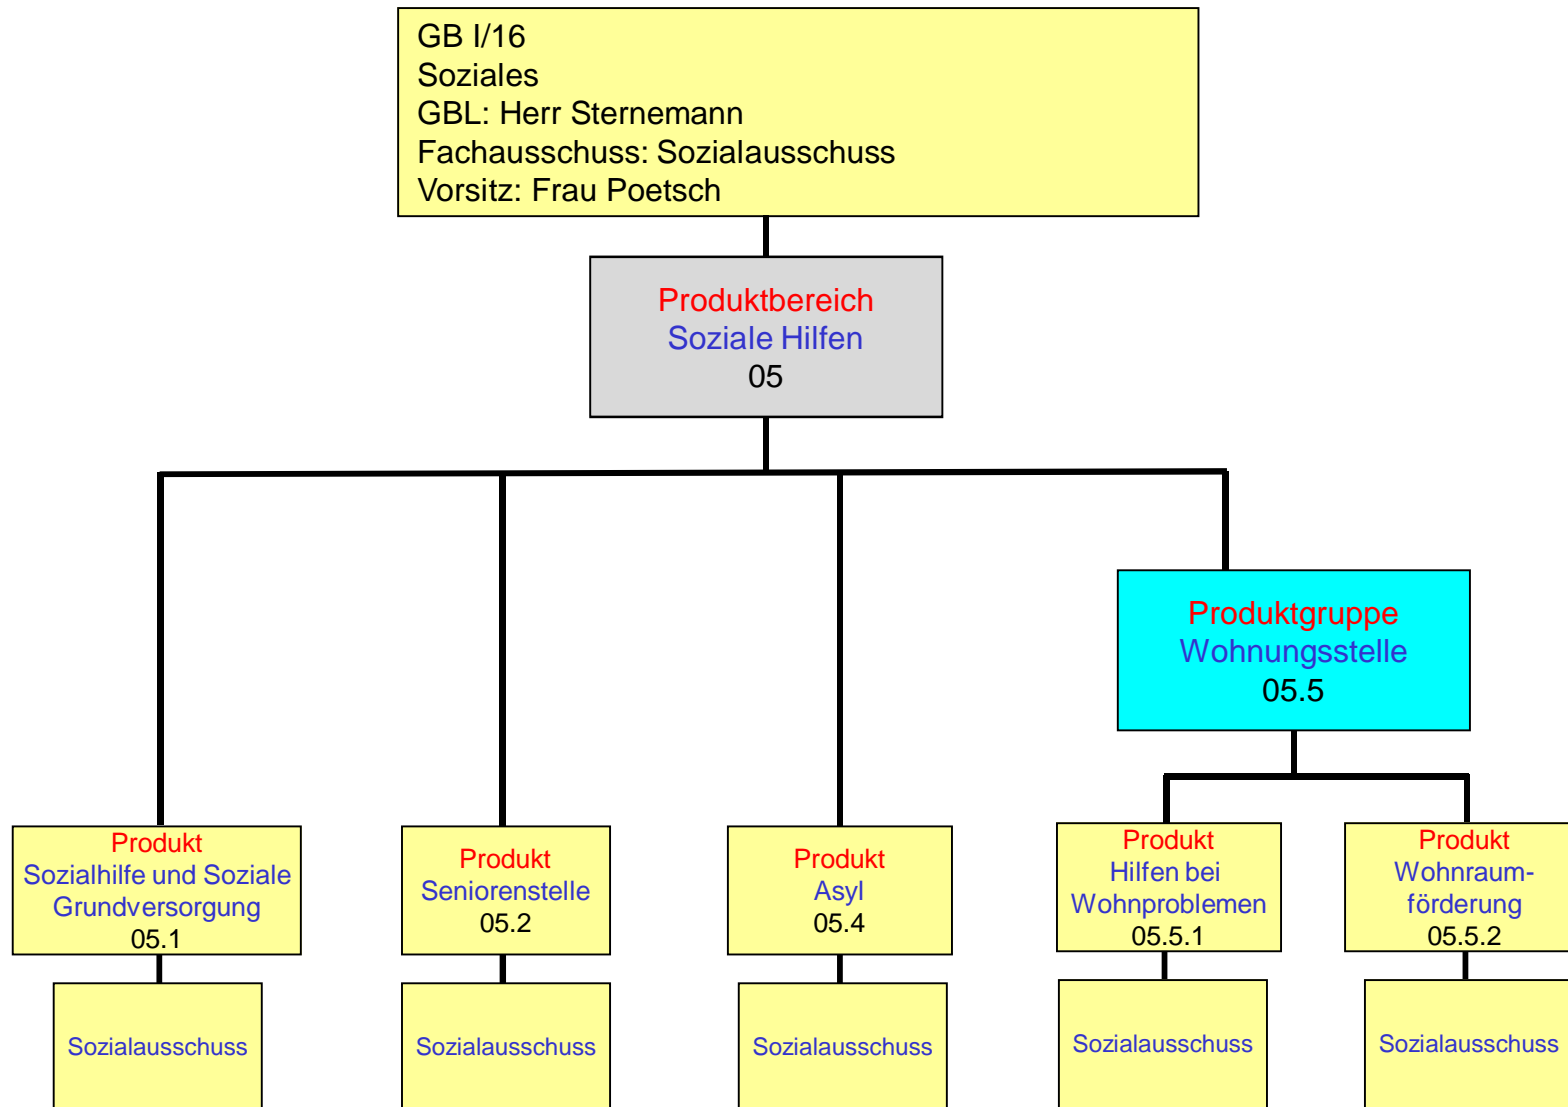 GB I/16
Soziales
GBL: Herr Sternemann
Fachausschuss: Sozialausschuss
Vorsitz: Frau Poetsch
Produktbereich
Soziale Hilfen
05
Produktgruppe
Wohnungsstelle
05.5
Produkt
Sozialhilfe und Soziale
Grundversorgung
05.1
Produkt
Seniorenstelle
05.2
Produkt
Asyl
05.4
Produkt
Hilfen bei
Wohnproblemen
05.5.1
Produkt
Wohnraum-
förderung
05.5.2
Sozialausschuss
Sozialausschuss
Sozialausschuss
Sozialausschuss
Sozialausschuss